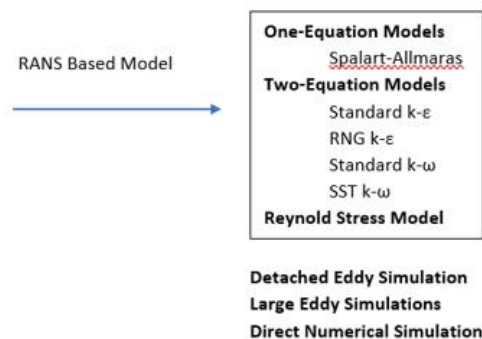 RANS Based Model
One-Equation Models
Spalart-Allmaras
Two-Equation Models
Standard k-ε
RNG k-ε
Standard k-ω
SST k-ω
Reynold Stress Model
Detached Eddy Simulation
Large Eddy Simulations
Direct Numerical Simulation